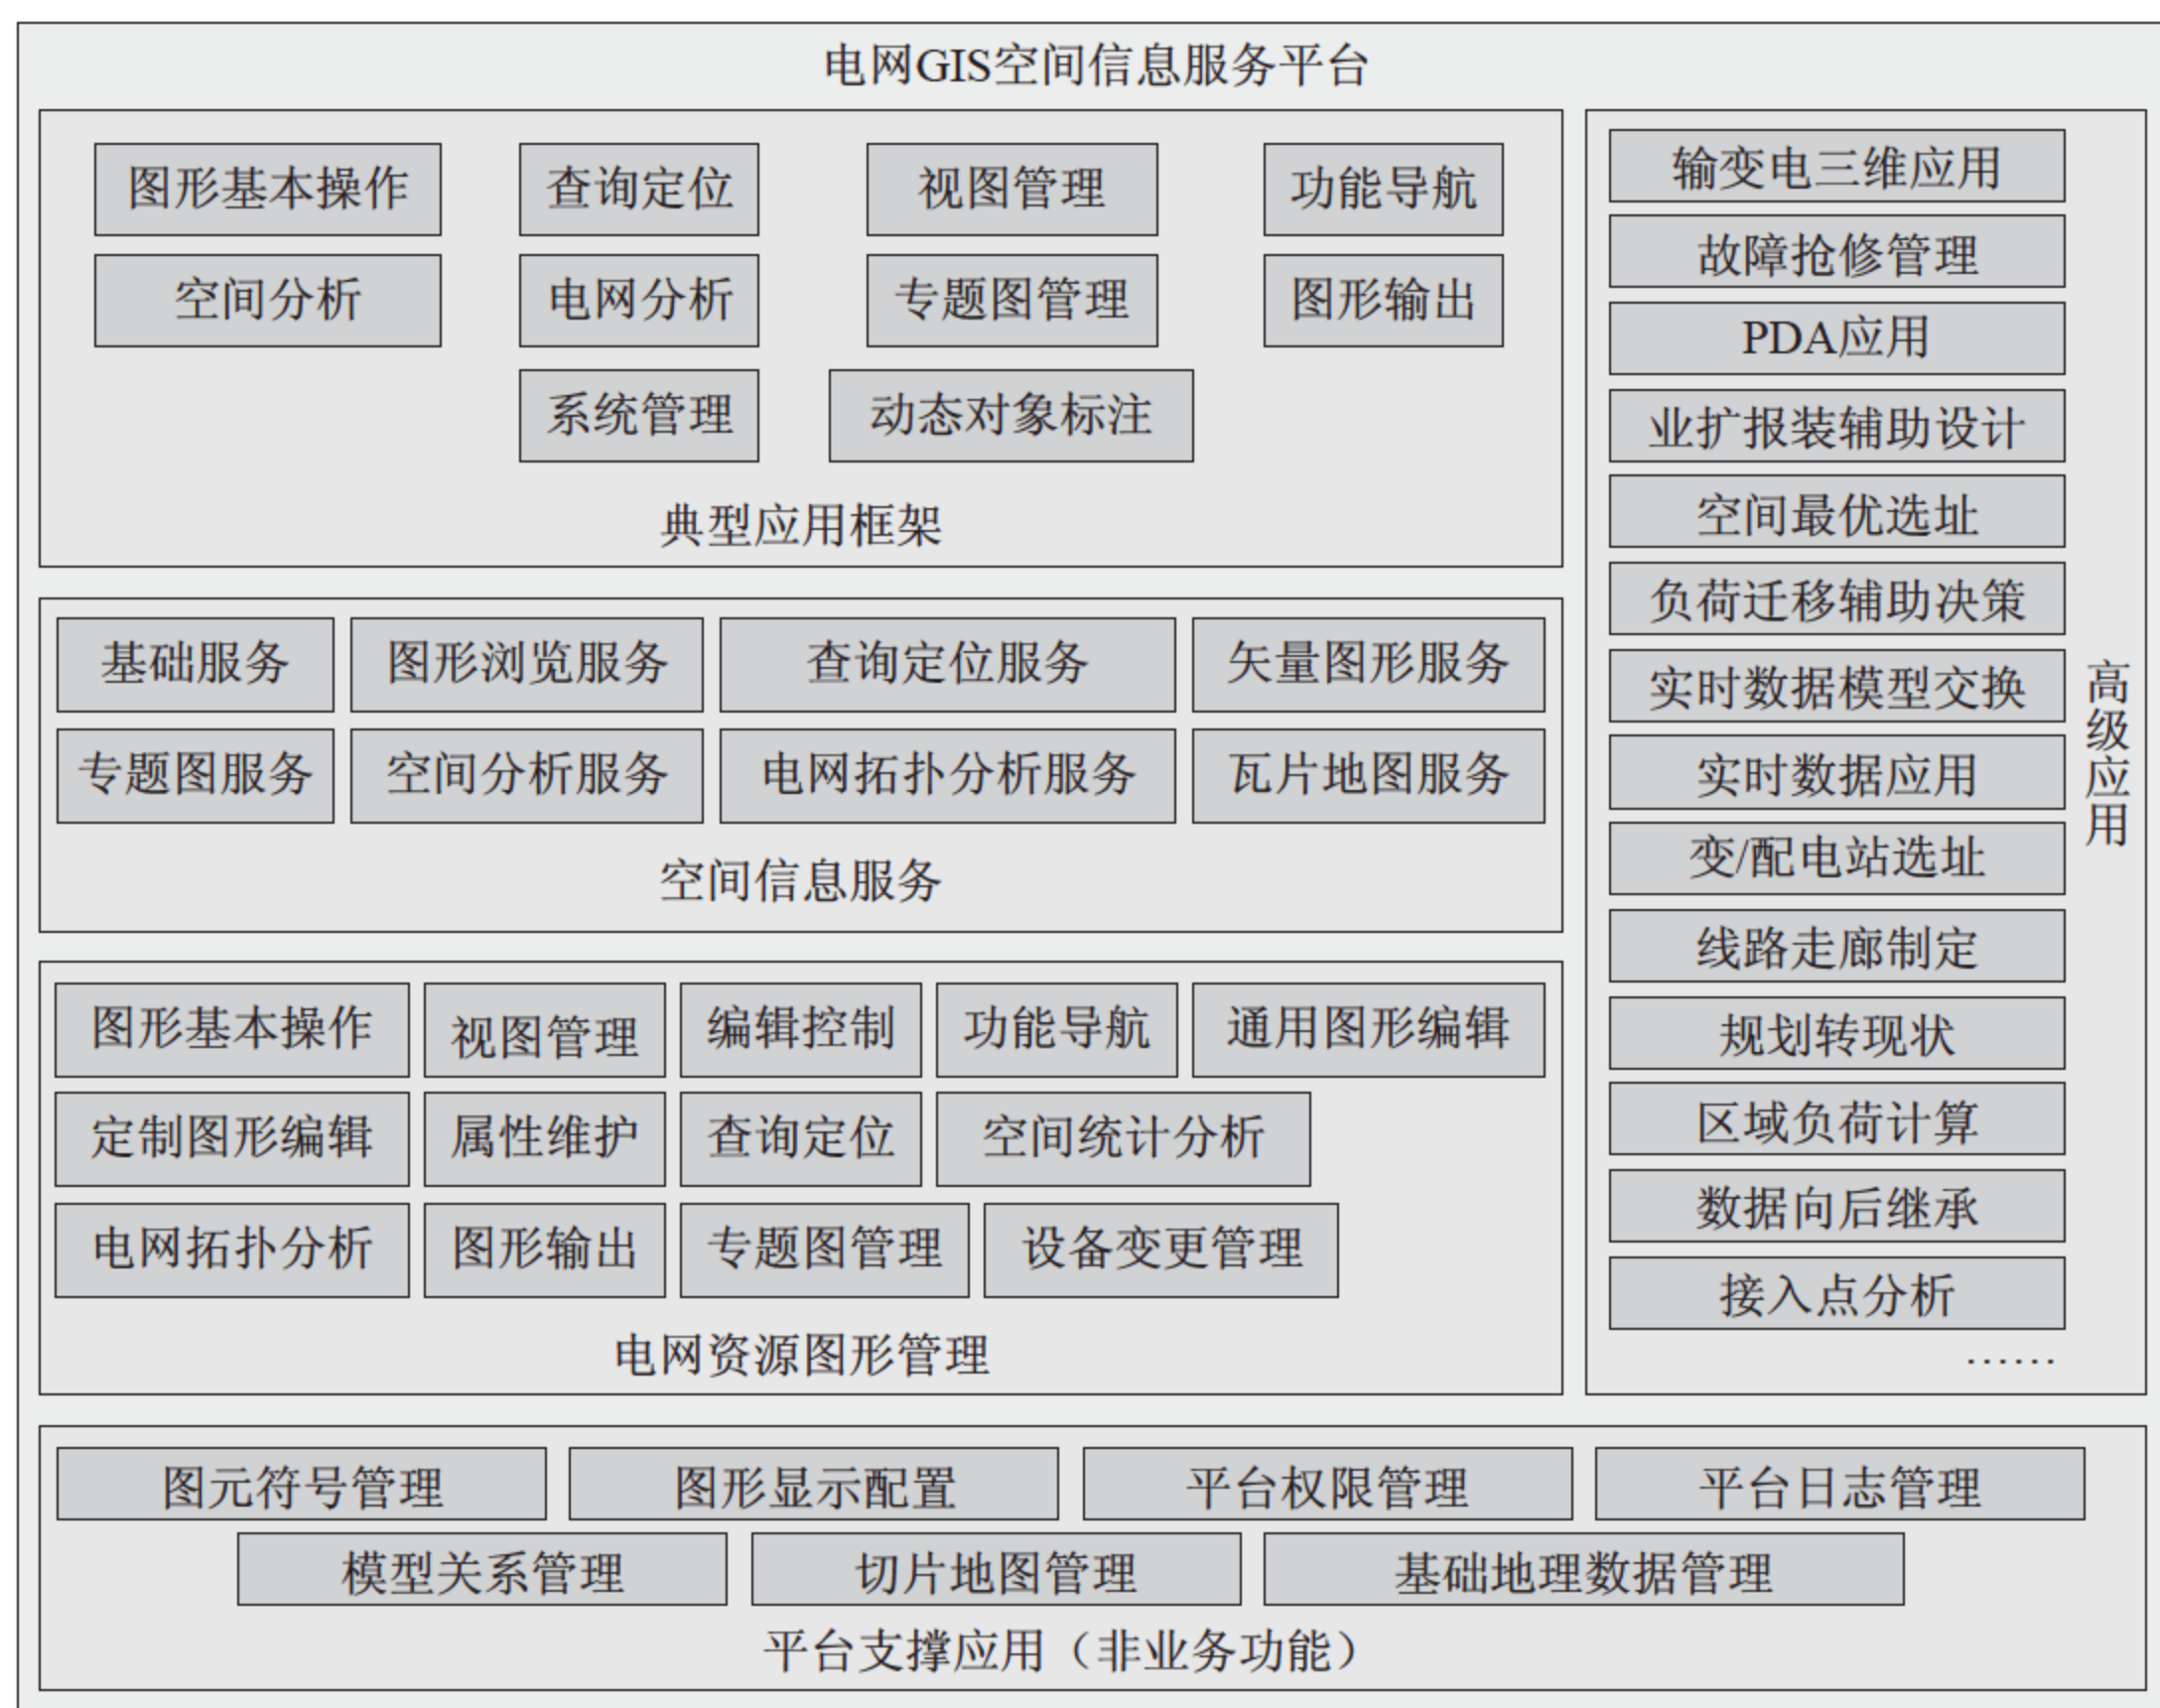 电网GIS空间信息服务平台
图形基本操作 查询定位 视图管理 功能导航
空间分析 电网分析 专题图管理 图形输出
系统管理 动态对象标注
典型应用框架
基础服务 图形浏览服务 查询定位服务 矢量图形服务
专题图服务 空间分析服务 电网拓扑分析服务 瓦片地图服务
空间信息服务
图形基本操作 视图管理 编辑控制 功能导航 通用图形编辑
定制图形编辑 属性维护 查询定位 空间统计分析
电网拓扑分析 图形输出 专题图管理 设备变更管理
电网资源图形管理
输变电三维应用
故障抢修管理
PDA应用
业扩报装辅助设计
空间最优选址
负荷迁移辅助决策
实时数据模型交换
实时数据应用
变/配电站选址
线路走廊制定
规划转现状
区域负荷计算
数据向后继承
接入点分析
……
高级应用
图元符号管理 图形显示配置 平台权限管理 平台日志管理
模型关系管理 切片地图管理 基础地理数据管理
平台支撑应用（非业务功能）